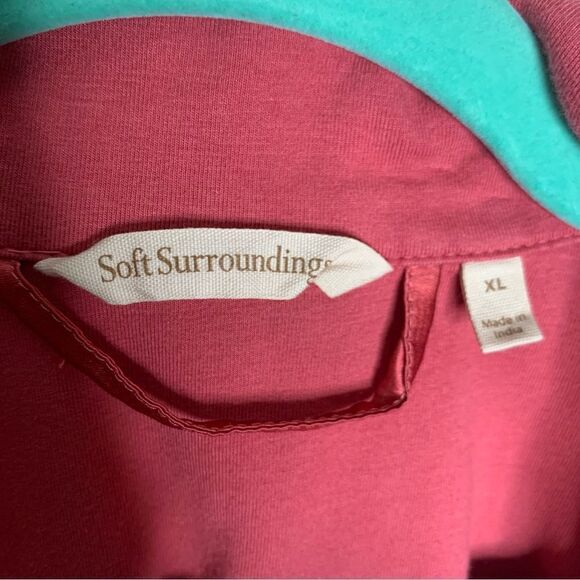 Soft Surroundings
XL
Made in
India